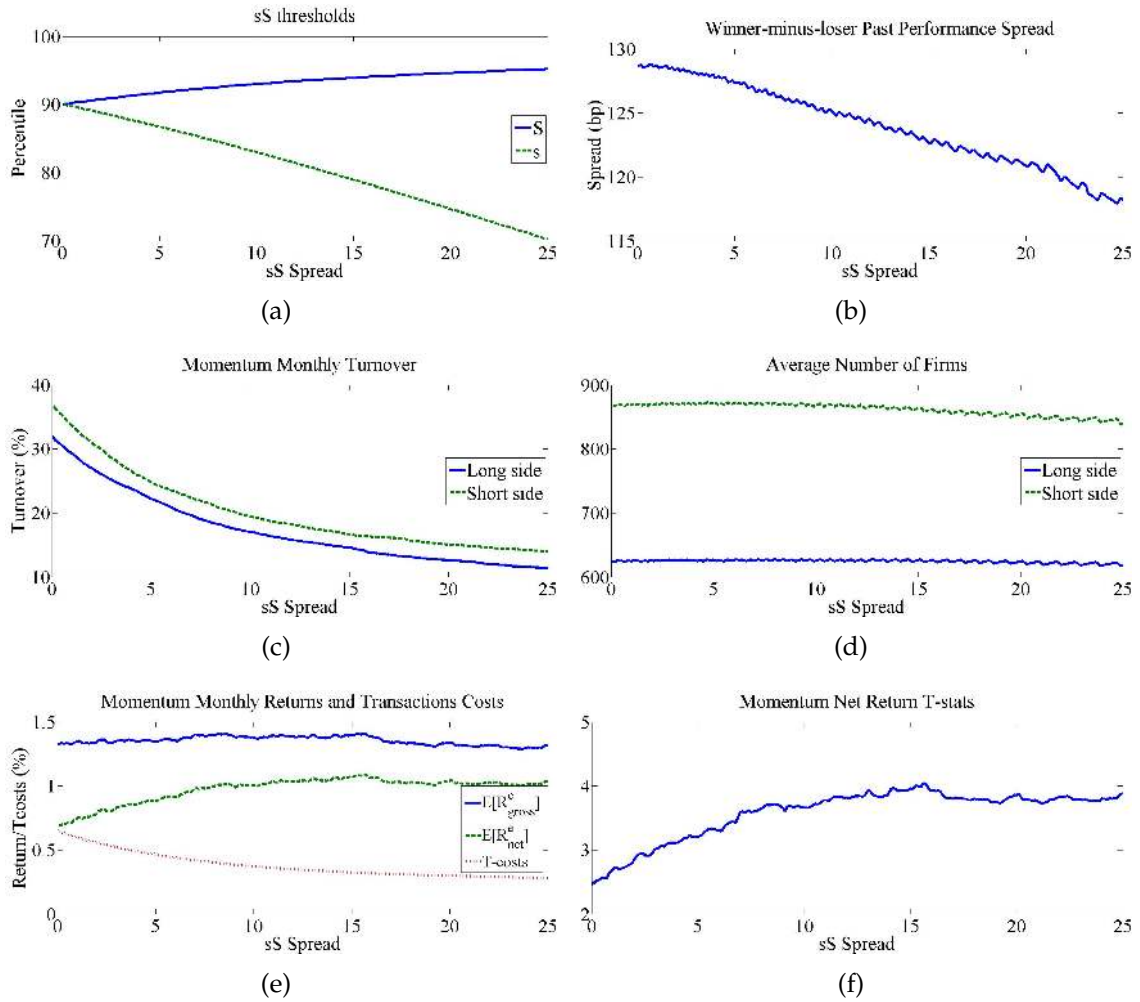 sS thresholds
100
90
80
70
Percentile
S
s
0 5 10 15 20 25
sS Spread
(a)
Winner-minus-loser Past Performance Spread
130
125
120
115
Spread (bp)
0 5 10 15 20 25
sS Spread
(b)
Momentum Monthly Turnover
40
30
20
10
Turnover (%)
Long side
Short side
0 5 10 15 20 25
sS Spread
(c)
Average Number of Firms
900
800
700
600
Long side
Short side
0 5 10 15 20 25
sS Spread
(d)
Momentum Monthly Returns and Transactions Costs
1.5
1
0.5
0
Return/Tcosts (%)
E[R^e_gross]
E[R^e_net]
T-costs
0 5 10 15 20 25
sS Spread
(e)
Momentum Net Return T-stats
5
4
3
2
0 5 10 15 20 25
sS Spread
(f)